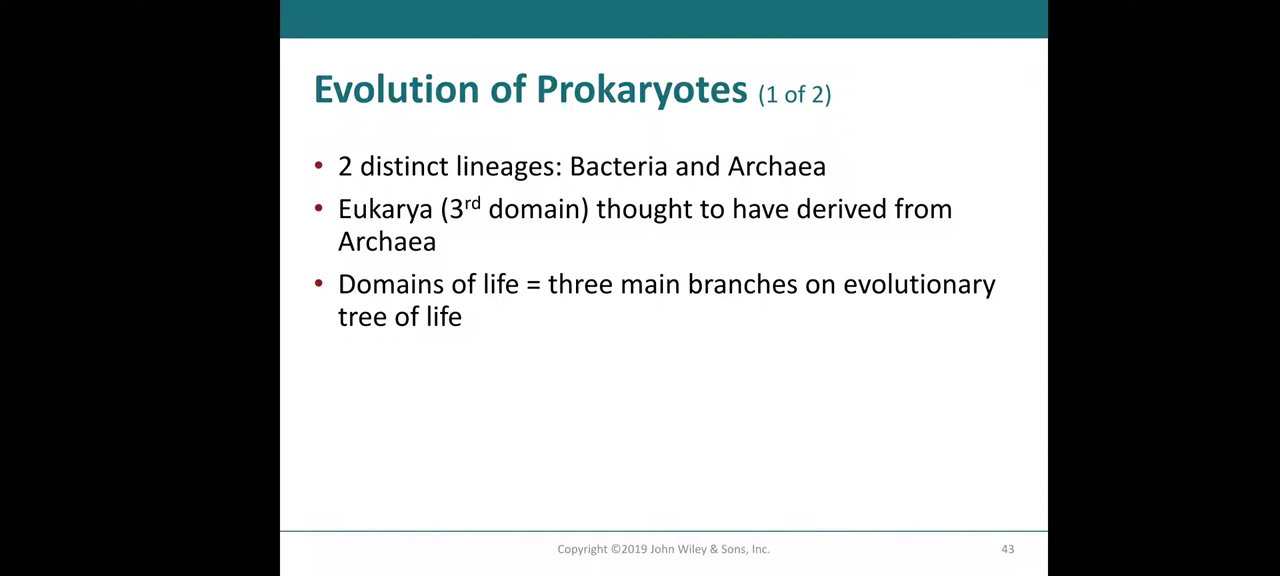 Evolution of Prokaryotes (1 of 2)
• 2 distinct lineages: Bacteria and Archaea
• Eukarya (3rd domain) thought to have derived from
Archaea
• Domains of life = three main branches on evolutionary
tree of life
Copyright ©2019 John Wiley & Sons, Inc.
43